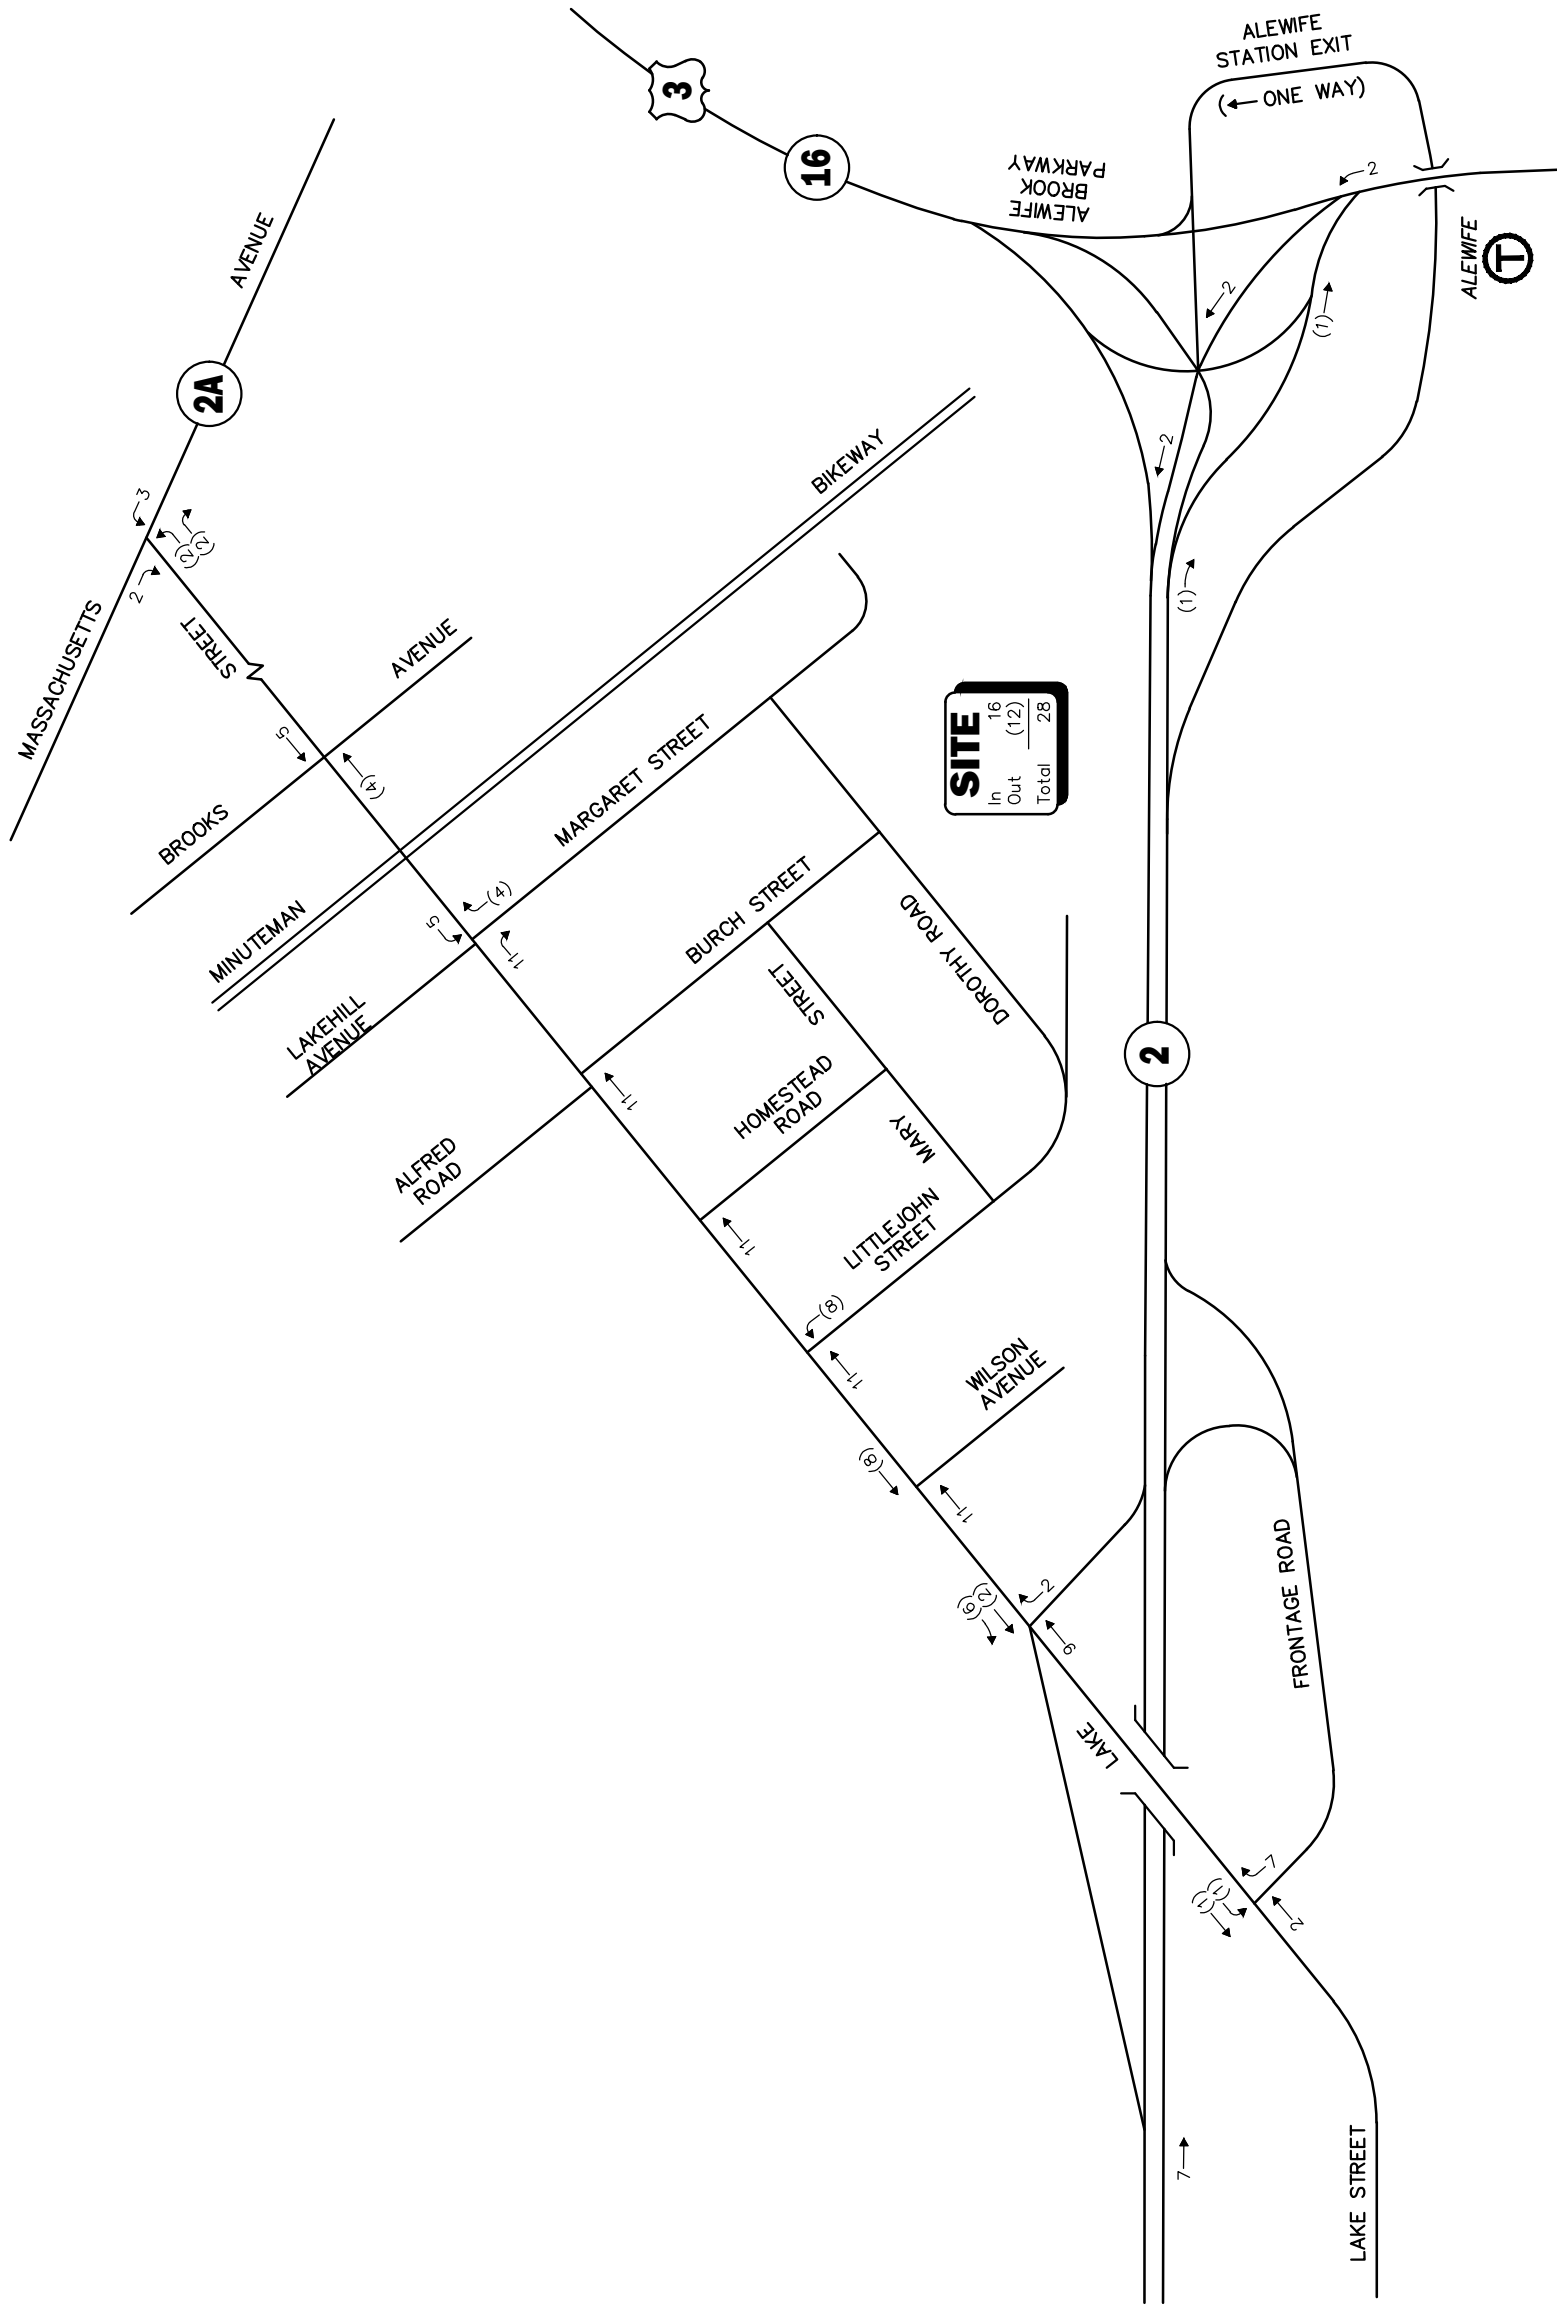 3
16
2A
2
ALEWIFE
STATION EXIT
(← ONE WAY)
ALEWIFE
BROOK
PARKWAY
ALEWIFE
T
MASSACHUSETTS
AVENUE
STREET
BROOKS
AVENUE
MINUTEMAN
BIKEWAY
LAKEHILL
AVENUE
MARGARET STREET
BURCH STREET
DOROTHY ROAD
ALFRED
ROAD
HOMESTEAD
ROAD
MARY
STREET
LITTLEJOHN
STREET
WILSON
AVENUE
FRONTAGE ROAD
LAKE
LAKE STREET
SITE
In 16
Out (12)
Total 28
3
2
(2)
(2)
5
(4)
5
(4)
11
11
11
(8)
11
(8)
11
(6)
(2)
2
9
7
(1)
(1)
2
7
2
2
2
(1)
(1)